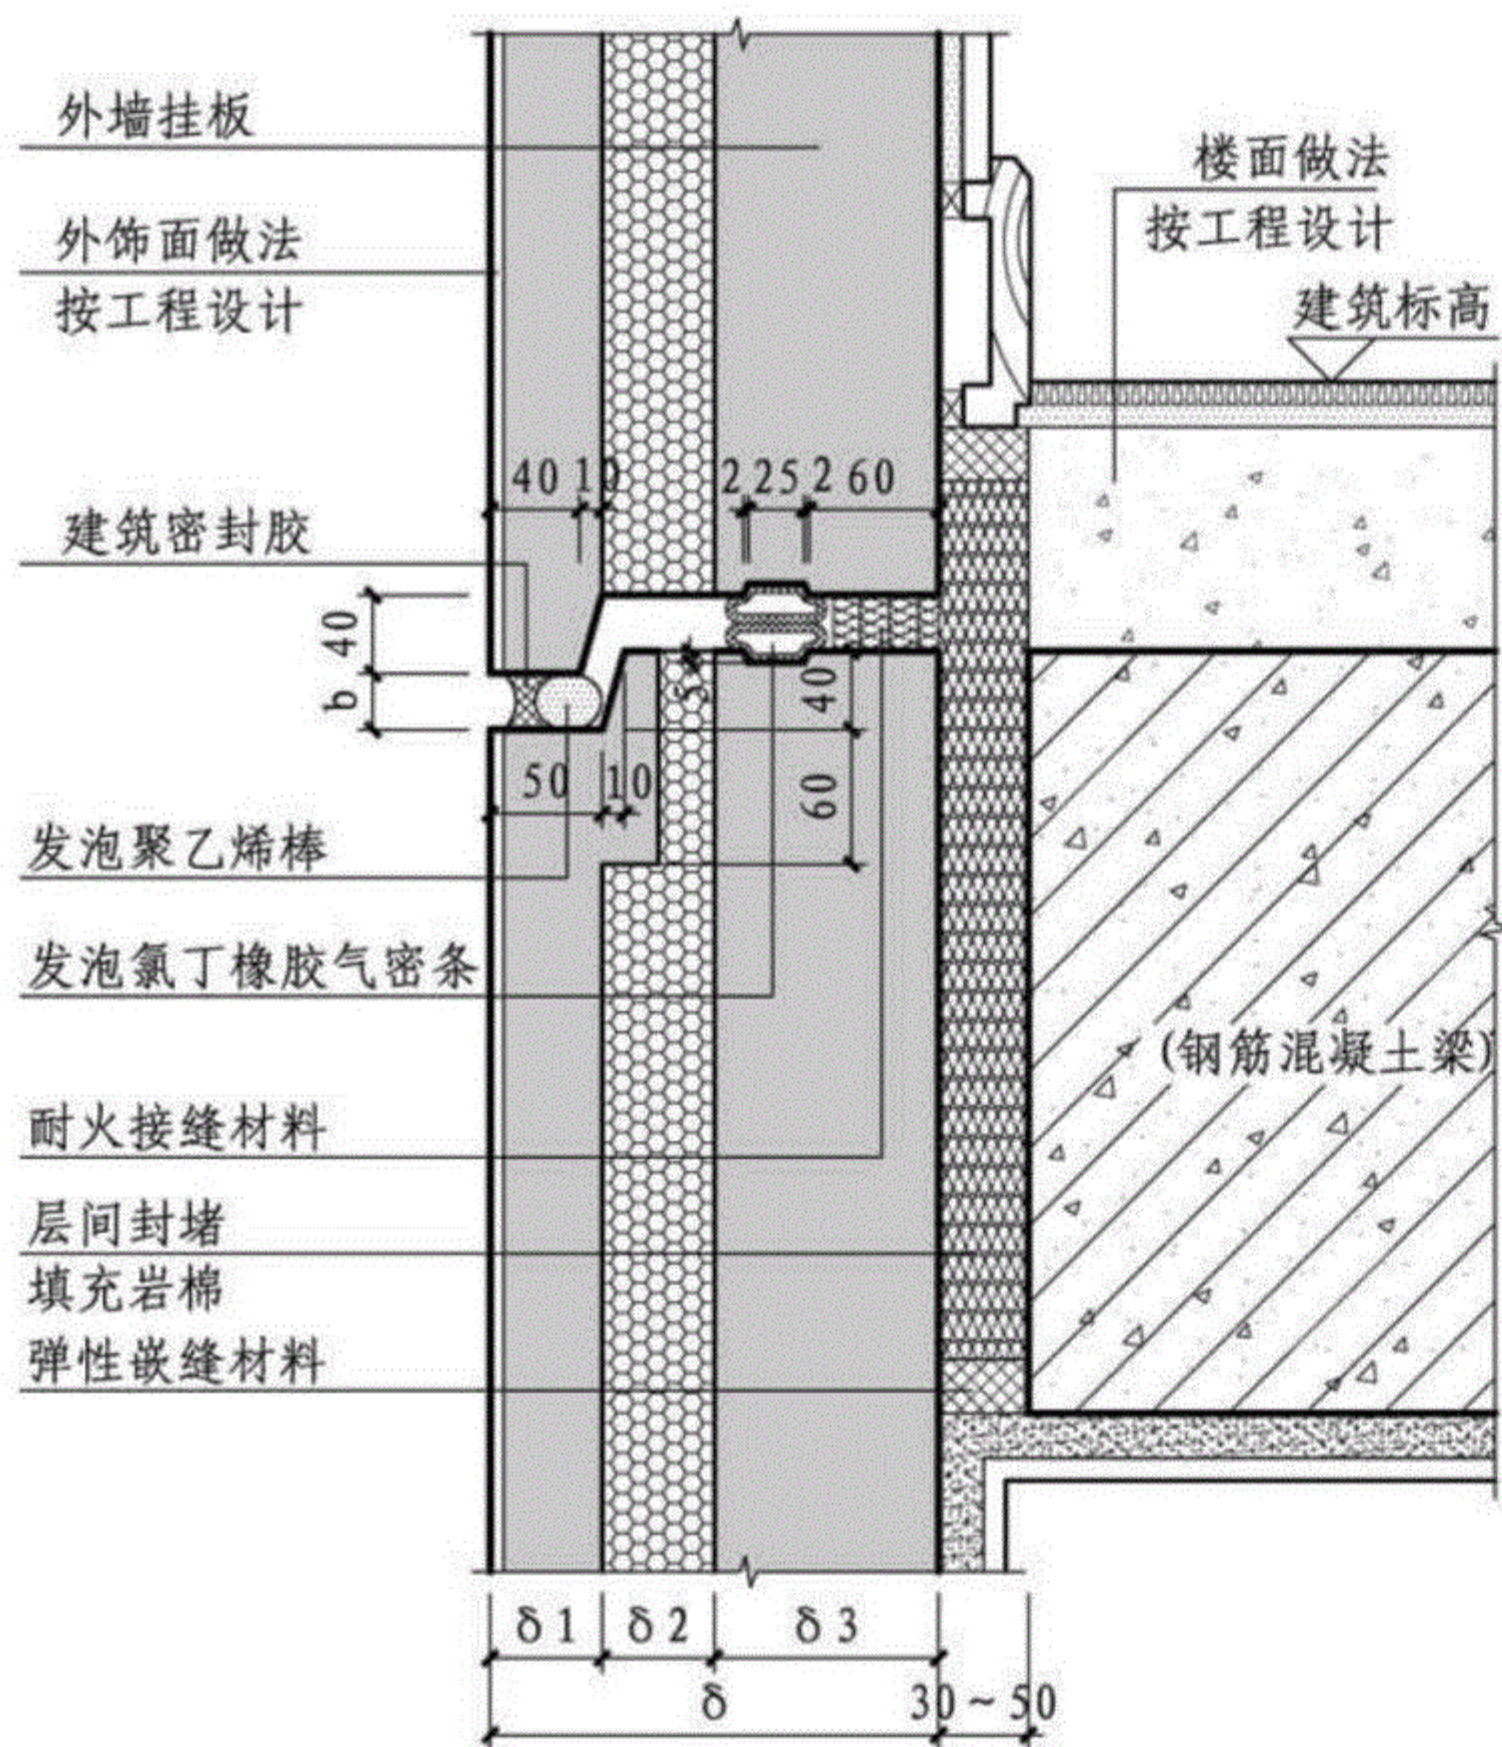 外墙挂板
楼面做法
外饰面做法
按工程设计
按工程设计
建筑标高
40 10 2 25 2 60
建筑密封胶
40
b
5
40
50 10
60
发泡聚乙烯棒
发泡氯丁橡胶气密条
(钢筋混凝土梁)
耐火接缝材料
层间封堵
填充岩棉
弹性嵌缝材料
δ1 δ2 δ3
δ 30~50